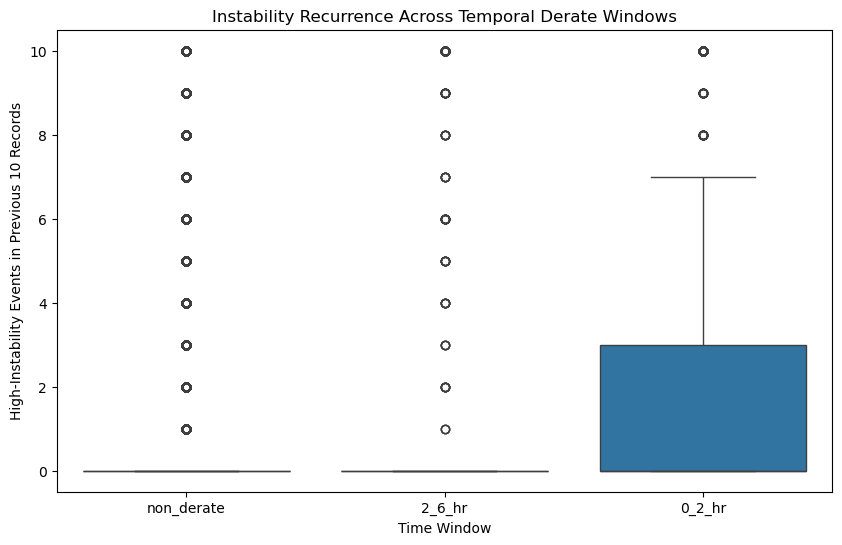 Instability Recurrence Across Temporal Derate Windows
High-Instability Events in Previous 10 Records
10
8
6
4
2
0
non_derate 2_6_hr 0_2_hr
Time Window